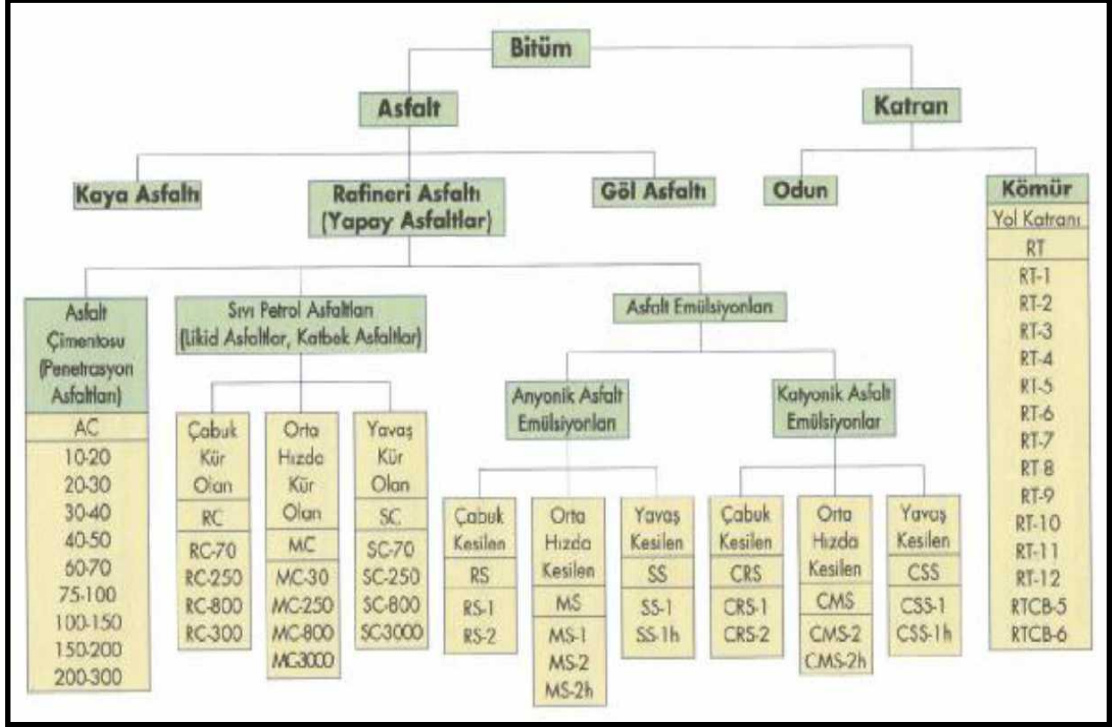 Bitüm
Asfalt
Katran
Kaya Asfaltı
Rafineri Asfaltı
(Yapay Asfaltlar)
Göl Asfaltı
Odun
Kömür
Yol Katranı
RT
RT-1
RT-2
RT-3
RT-4
RT-5
RT-6
RT-7
RT-8
RT-9
RT-10
RT-11
RT-12
RTCB-5
RTCB-6
Asfalt
Çimentosu
(Penetrasyon
Asfaltları)
AC
10-20
20-30
30-40
40-50
60-70
75-100
100-150
150-200
200-300
Sıvı Petrol Asfaltları
(Likid Asfaltlar, Katbek Asfaltlar)
Çabuk
Kür
Olan
RC
RC-70
RC-250
RC-800
RC-300
Orta
Hızda
Kür
Olan
MC
MC-30
MC-250
MC-800
MC-3000
Yavaş
Kür
Olan
SC
SC-70
SC-250
SC-800
SC-3000
Asfalt Emülsiyonları
Anyonik Asfalt
Emülsiyonları
Çabuk
Kesilen
RS
RS-1
RS-2
Orta
Hızda
Kesilen
MS
MS-1
MS-2
MS-2h
Yavaş
Kesilen
SS
SS-1
SS-1h
Katyonik Asfalt
Emülsiyonlar
Çabuk
Kesilen
CRS
CRS-1
CRS-2
Orta
Hızda
Kesilen
CMS
CMS-2
CMS-2h
Yavaş
Kesilen
CSS
CSS-1
CSS-1h